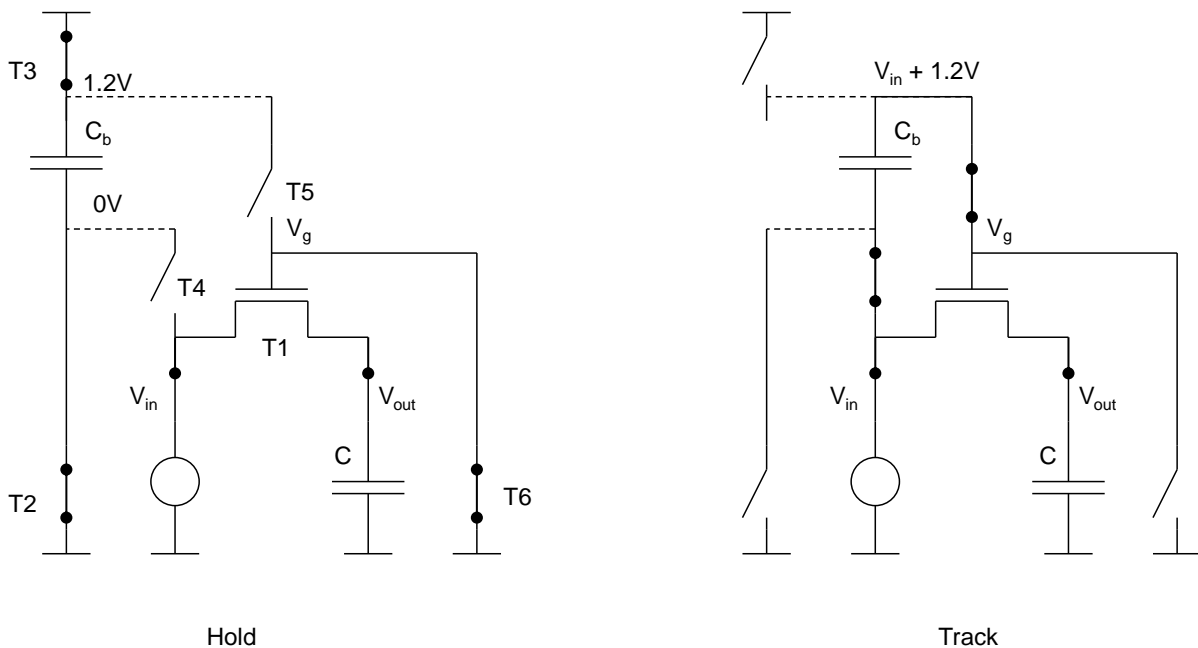 T3
1.2V
V_in + 1.2V
C_b
C_b
0V
T5
V_g
V_g
T4
T1
V_in
V_out
V_in
V_out
C
C
T2
T6
Hold
Track